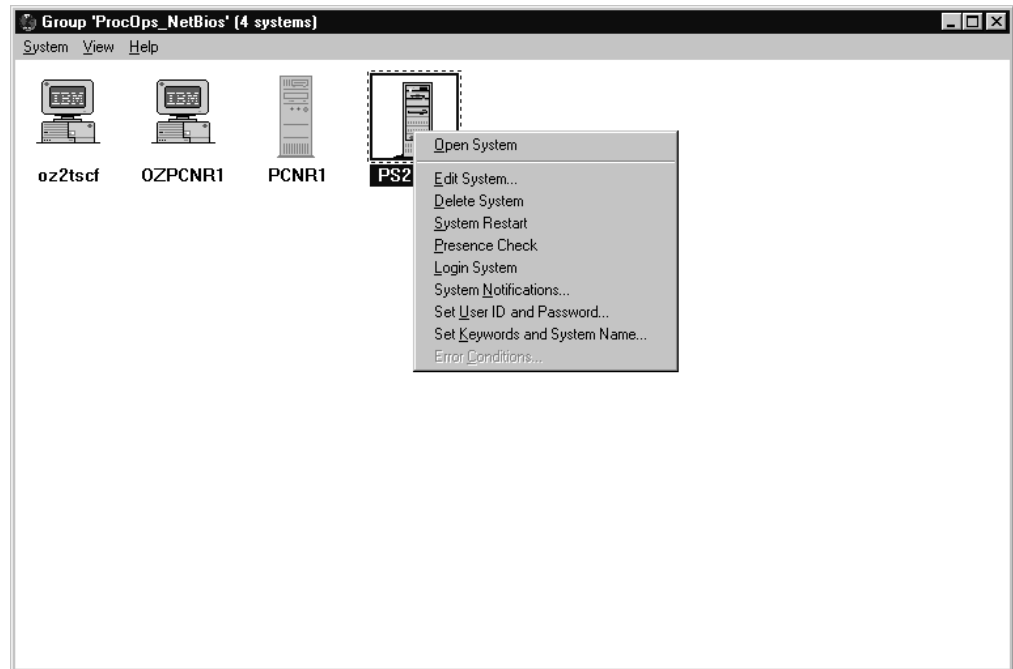 Group 'ProcOps_NetBios' (4 systems)
System View Help
IBM IBM
oz2tscf OZPCNR1 PCNR1 PS2
Open System
Edit System...
Delete System
System Restart
Presence Check
Login System
System Notifications...
Set User ID and Password...
Set Keywords and System Name...
Error Conditions...